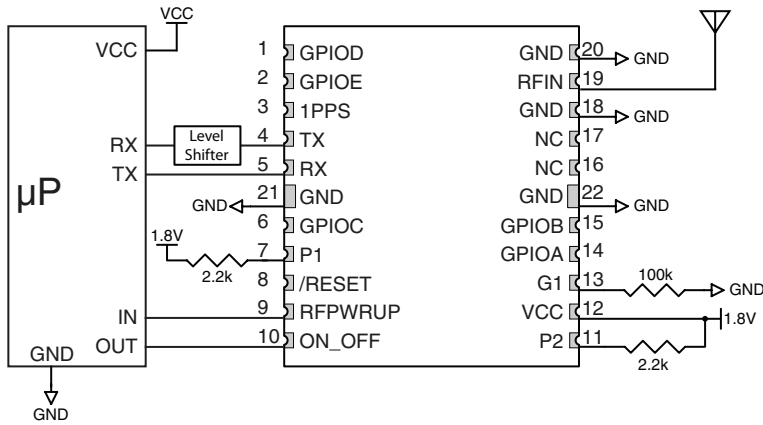 VCC
VCC
RX
TX
µP
IN
OUT
GND
GND
Level
Shifter
1 GPIOD
2 GPIOE
3 1PPS
4 TX
5 RX
21 GND
GND
6 GPIOC
1.8V
7 P1
2.2k
8 /RESET
9 RFPWRUP
10 ON_OFF
GND 20
GND
RFIN 19
GND 18
GND
NC 17
NC 16
GND 22
GND
GPIOB 15
GPIOA 14
G1 13
100k
GND
VCC 12
1.8V
P2 11
2.2k